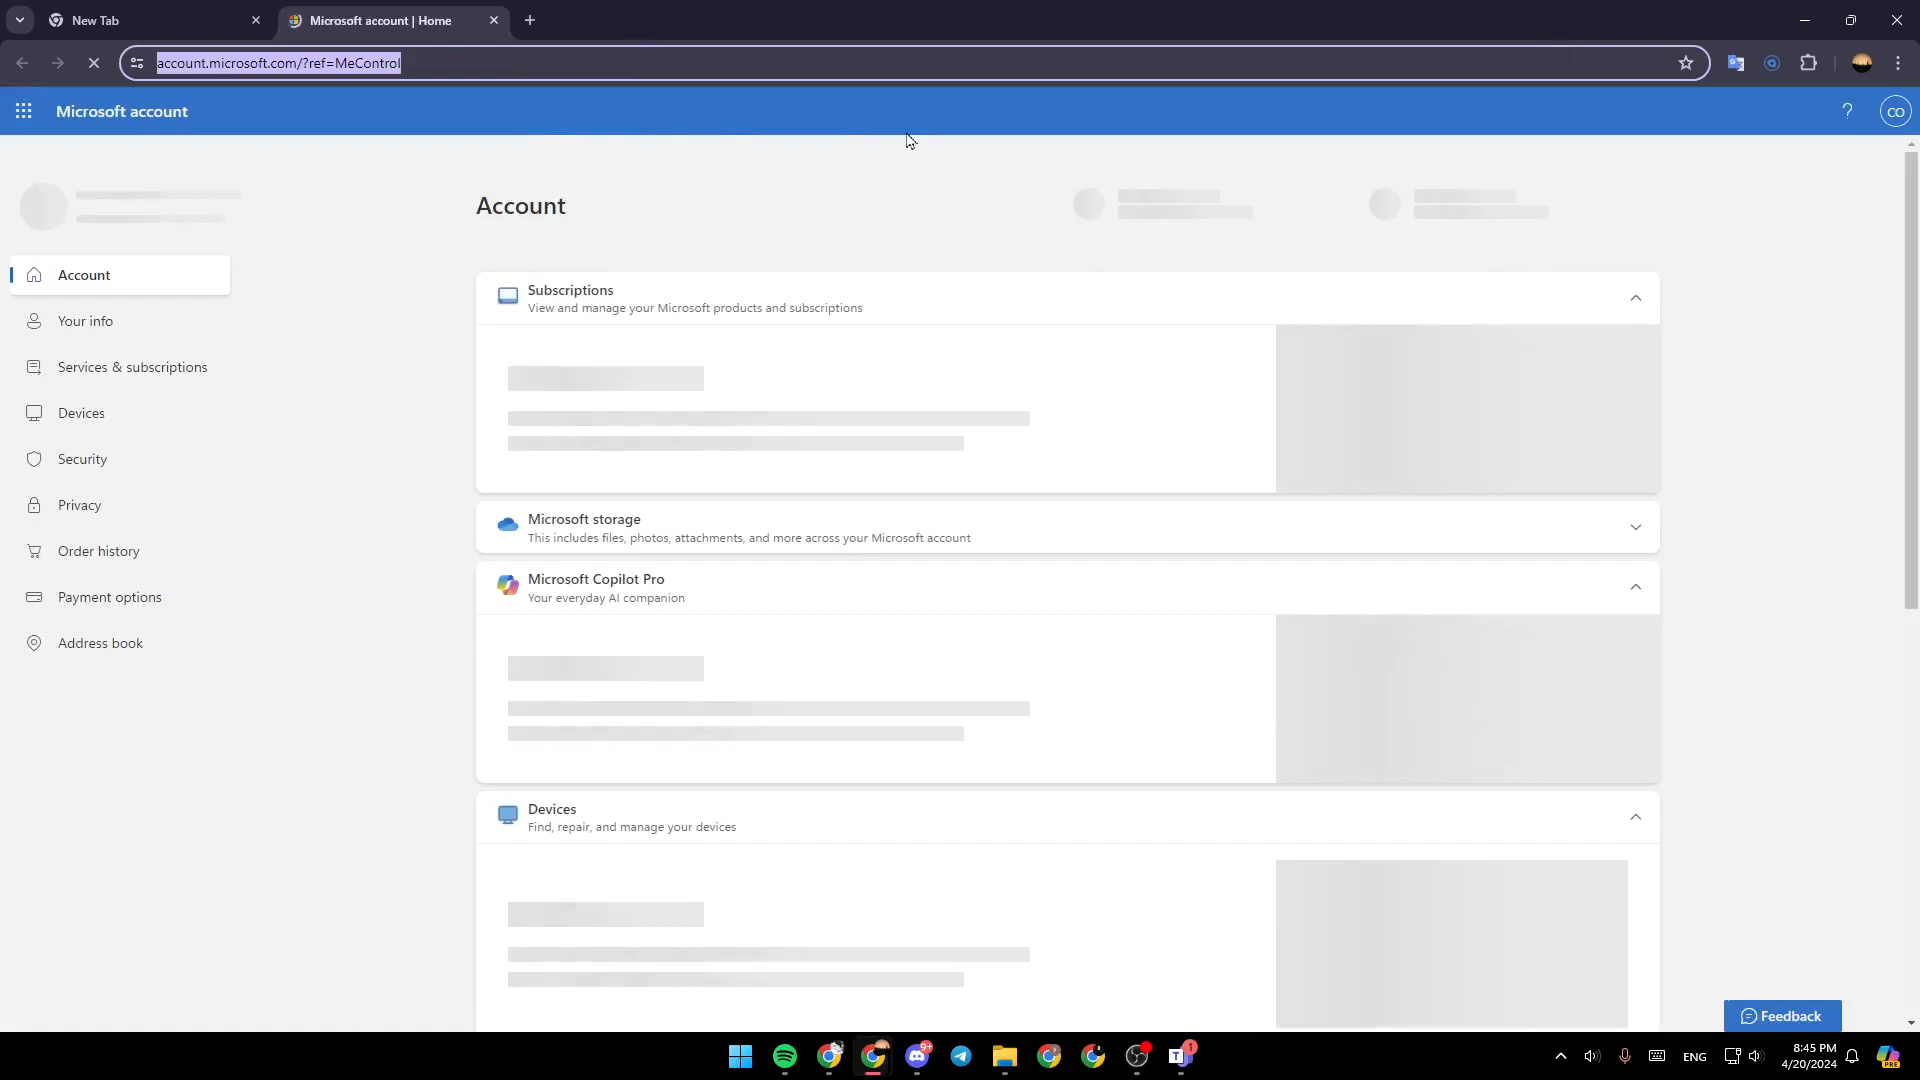 New Tab
Microsoft account | Home
account.microsoft.com/?ref=MeControl
Microsoft account
?
CO
Account
Account
Your info
Services & subscriptions
Devices
Security
Privacy
Order history
Payment options
Address book
Subscriptions
View and manage your Microsoft products and subscriptions
Microsoft storage
This includes files, photos, attachments, and more across your Microsoft account
Microsoft Copilot Pro
Your everyday AI companion
Devices
Find, repair, and manage your devices
Feedback
9+
T
1
ENG
8:45 PM
4/20/2024
PRE